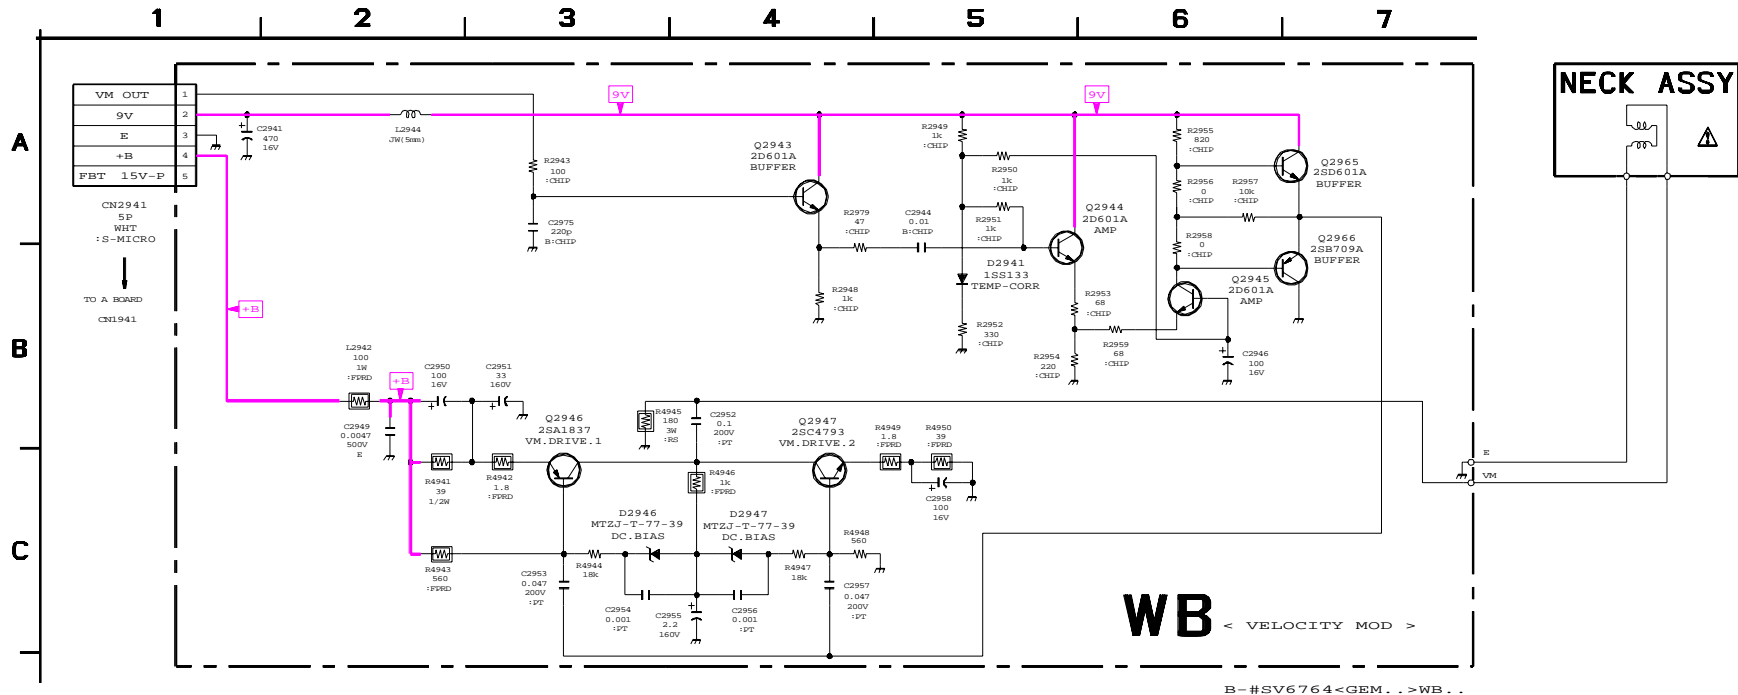 1 2 3 4 5 6 7
A
B
C
VM OUT 1
9V 2
E 3
+B 4
FBT 15V-P 5
CN2941
5P
WHT
:S-MICRO
TO A BOARD
CN1941
+
C2941
470
16V
L2944
JW(5mm)
9V
9V
R2943
100
:CHIP
C2975
220p
B:CHIP
Q2943
2D601A
BUFFER
R2979
47
:CHIP
C2944
0.01
B:CHIP
R2948
1k
:CHIP
R2949
1k
:CHIP
R2950
1k
:CHIP
R2951
1k
:CHIP
D2941
1SS133
TEMP-CORR
R2952
330
:CHIP
Q2944
2D601A
AMP
R2953
68
:CHIP
R2954
220
:CHIP
R2959
68
:CHIP
R2955
820
:CHIP
R2956
0
:CHIP
R2957
10k
:CHIP
R2958
0
:CHIP
Q2945
2D601A
AMP
+
C2946
100
16V
Q2965
2SD601A
BUFFER
Q2966
2SB709A
BUFFER
NECK ASSY
+B
L2942
100
1W
:FPRD
+B
C2949
0.0047
500V
E
C2950
100
16V
+
C2951
33
160V
+
R4941
39
1/2W
R4942
1.8
:FPRD
R4943
560
:FPRD
Q2946
2SA1837
VM.DRIVE.1
R4945
180
3W
:RS
C2952
0.1
200V
:PT
R4946
1k
:FPRD
Q2947
2SC4793
VM.DRIVE.2
R4949
1.8
:FPRD
R4950
39
:FPRD
+
C2958
100
16V
D2946
MTZJ-T-77-39
DC.BIAS
D2947
MTZJ-T-77-39
DC.BIAS
R4944
18k
R4947
18k
R4948
560
C2953
0.047
200V
:PT
C2954
0.001
:PT
+
C2955
2.2
160V
C2956
0.001
:PT
C2957
0.047
200V
:PT
E
VM
WB < VELOCITY MOD >
B-#SV6764<GEM..>WB..